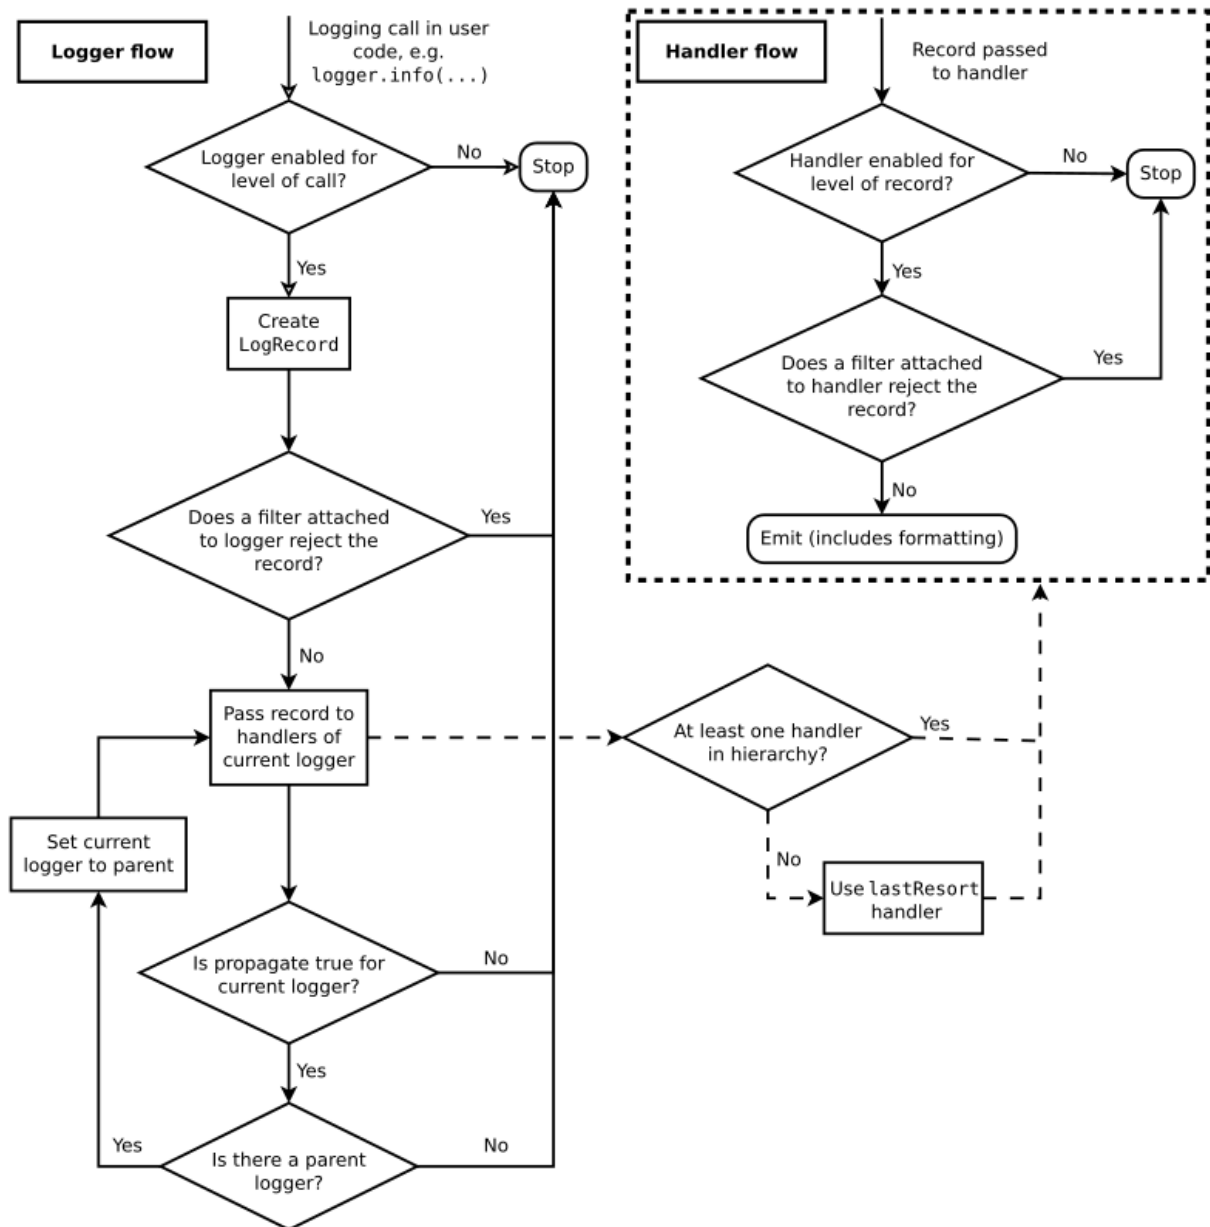 Logger flow
Logging call in user
code, e.g.
logger.info(...)
Logger enabled for
level of call?
No
Stop
Yes
Create
LogRecord
Does a filter attached
to logger reject the
record?
Yes
No
Pass record to
handlers of
current logger
Set current
logger to parent
Is propagate true for
current logger?
No
Yes
Is there a parent
logger?
Yes
No
Handler flow
Record passed
to handler
Handler enabled for
level of record?
No
Stop
Yes
Does a filter attached
to handler reject the
record?
Yes
No
Emit (includes formatting)
At least one handler
in hierarchy?
Yes
No
Use lastResort
handler